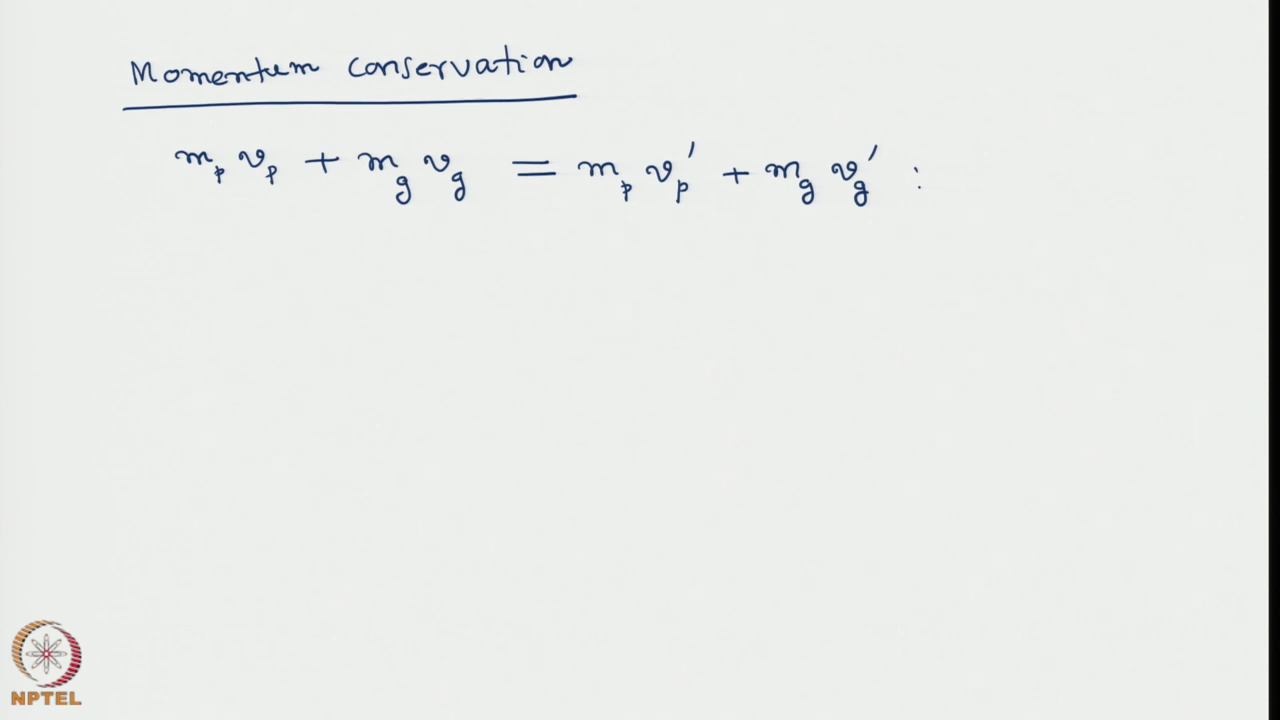 Momentum conservation
m_p v_p + m_g v_g = m_p v_p' + m_g v_g' :
NPTEL